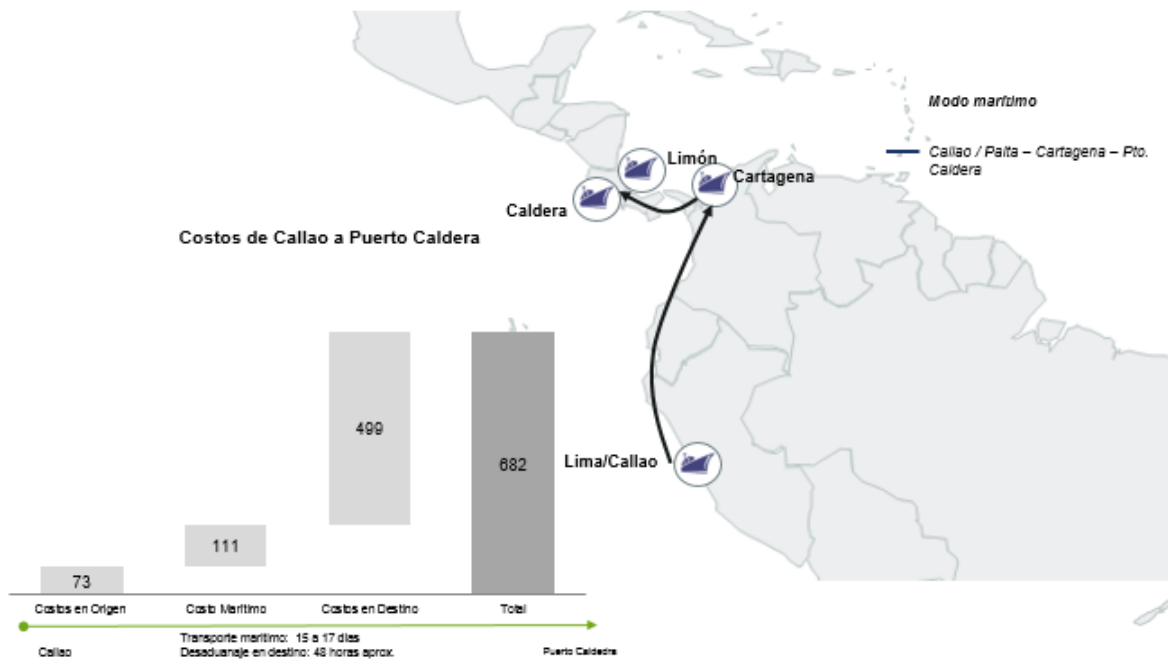 Modo marítimo
Callao / Paita – Cartagena – Pto.
Caldera
Limón
Cartagena
Caldera
Costos de Callao a Puerto Caldera
Lima/Callao
499
682
111
73
Costos en Origen
Costo Marítimo
Costos en Destino
Total
Transporte marítimo: 15 a 17 días
Desaduanaje en destino: 48 horas aprox.
Callao
Puerto Caldedra